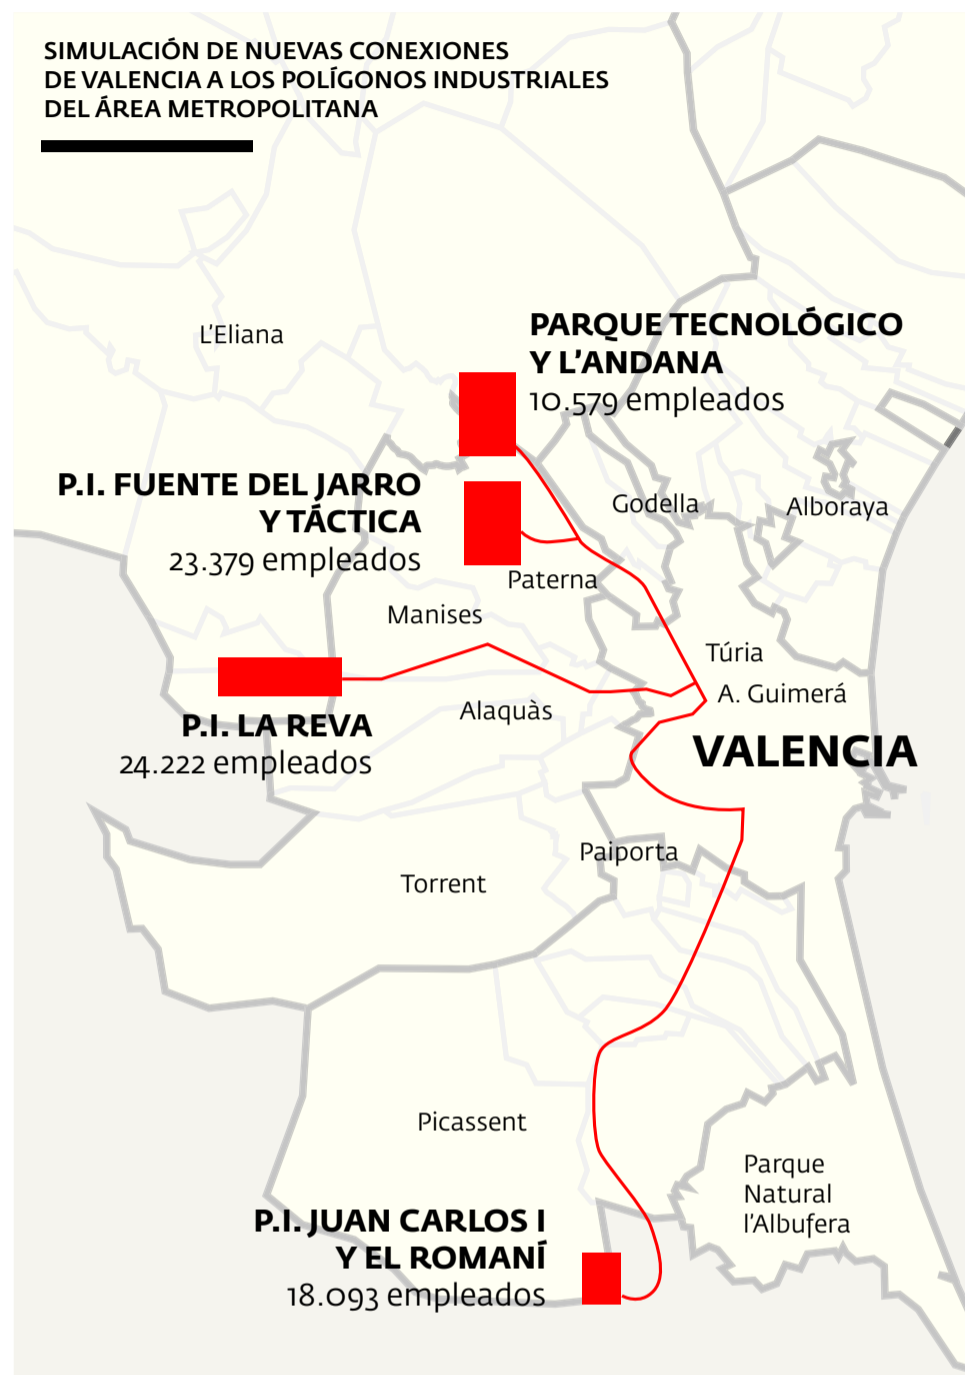 SIMULACIÓN DE NUEVAS CONEXIONES
DE VALENCIA A LOS POLÍGONOS INDUSTRIALES
DEL ÁREA METROPOLITANA
PARQUE TECNOLÓGICO
Y L’ANDANA
10.579 empleados
L’Eliana
P.I. FUENTE DEL JARRO
Y TÁCTICA
23.379 empleados
Godella
Alboraya
Paterna
Manises
Túria
A. Guimerá
Alaquàs
P.I. LA REVA
24.222 empleados
VALENCIA
Paiporta
Torrent
Picassent
Parque
Natural
l’Albufera
P.I. JUAN CARLOS I
Y EL ROMANÍ
18.093 empleados